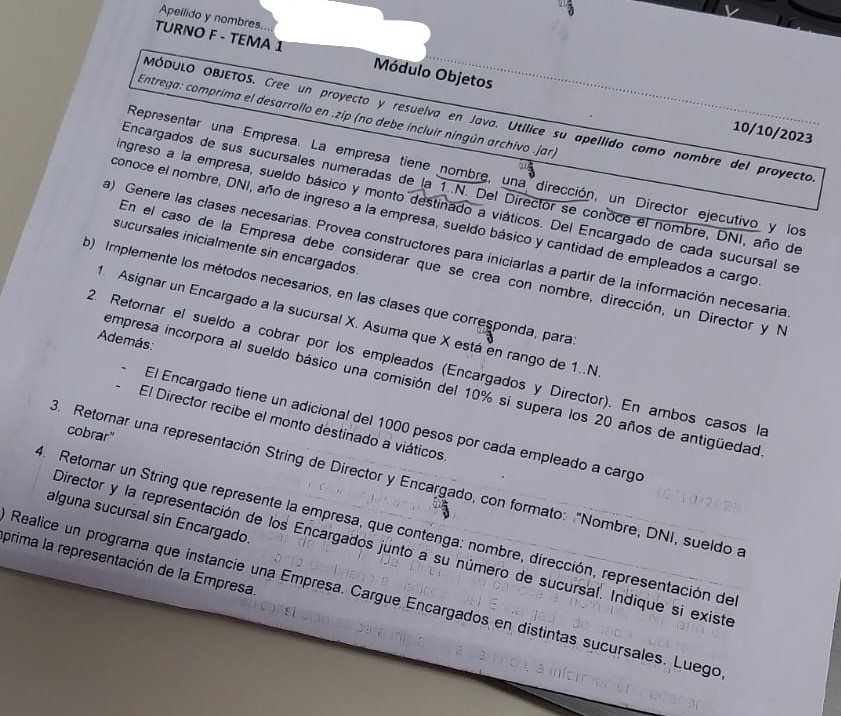 Apellido y nombres...
TURNO F - TEMA 1
Módulo Objetos
10/10/2023
MÓDULO OBJETOS. Cree un proyecto y resuelva en Java. Utilice su apellido como nombre del proyecto.
Entrega: comprima el desarrollo en .zip (no debe incluir ningún archivo .jar)
Representar una Empresa. La empresa tiene nombre, una dirección, un Director ejecutivo y los
Encargados de sus sucursales numeradas de la 1..N. Del Director se conoce el nombre, DNI, año de
ingreso a la empresa, sueldo básico y monto destinado a viáticos. Del Encargado de cada sucursal se
conoce el nombre, DNI, año de ingreso a la empresa, sueldo básico y cantidad de empleados a cargo.
a) Genere las clases necesarias. Provea constructores para iniciarlas a partir de la información necesaria.
En el caso de la Empresa debe considerar que se crea con nombre, dirección, un Director y N
sucursales inicialmente sin encargados.
b) Implemente los métodos necesarios, en las clases que corresponda, para:
1. Asignar un Encargado a la sucursal X. Asuma que X está en rango de 1..N.
2. Retornar el sueldo a cobrar por los empleados (Encargados y Director). En ambos casos la
empresa incorpora al sueldo básico una comisión del 10% si supera los 20 años de antigüedad.
Además:
- El Encargado tiene un adicional del 1000 pesos por cada empleado a cargo
- El Director recibe el monto destinado a viáticos.
3. Retornar una representación String de Director y Encargado, con formato: "Nombre, DNI, sueldo a
cobrar"
4. Retornar un String que represente la empresa, que contenga: nombre, dirección, representación del
Director y la representación de los Encargados junto a su número de sucursal. Indique si existe
alguna sucursal sin Encargado.
) Realice un programa que instancie una Empresa. Cargue Encargados en distintas sucursales. Luego,
prima la representación de la Empresa.